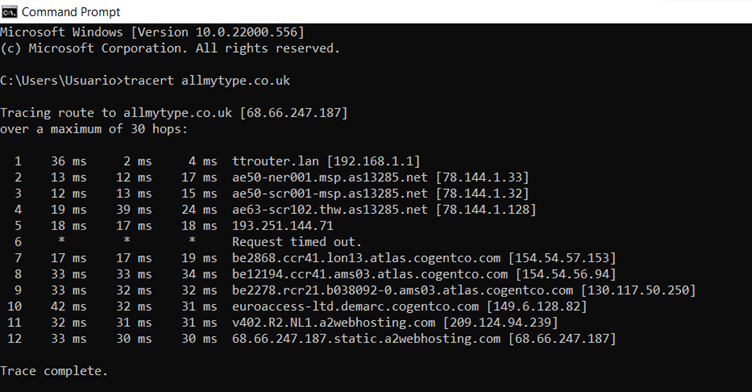 Command Prompt
Microsoft Windows [Version 10.0.22000.556]
(c) Microsoft Corporation. All rights reserved.
C:\Users\Usuario>tracert allmytype.co.uk
Tracing route to allmytype.co.uk [68.66.247.187]
over a maximum of 30 hops:
1 36 ms 2 ms 4 ms ttrouter.lan [192.168.1.1]
2 13 ms 12 ms 17 ms ae50-ner001.msp.as13285.net [78.144.1.33]
3 12 ms 13 ms 15 ms ae50-scr001-msp.as13285.net [78.144.1.32]
4 19 ms 39 ms 24 ms ae63-scr102.thw.as13285.net [78.144.1.128]
5 18 ms 17 ms 18 ms 193.251.144.71
6 * * * Request timed out.
7 17 ms 17 ms 19 ms be2868.ccr41.lon13.atlas.cogentco.com [154.54.57.153]
8 33 ms 33 ms 34 ms be12194.ccr41.ams03.atlas.cogentco.com [154.54.56.94]
9 33 ms 32 ms 32 ms be2278.rcr21.b038092-0.ams03.atlas.cogentco.com [130.117.50.250]
10 42 ms 32 ms 31 ms euroaccess-ltd.demarc.cogentco.com [149.6.128.82]
11 32 ms 31 ms 31 ms v402.R2.NL1.a2webhosting.com [209.124.94.239]
12 33 ms 30 ms 30 ms 68.66.247.187.static.a2webhosting.com [68.66.247.187]
Trace complete.